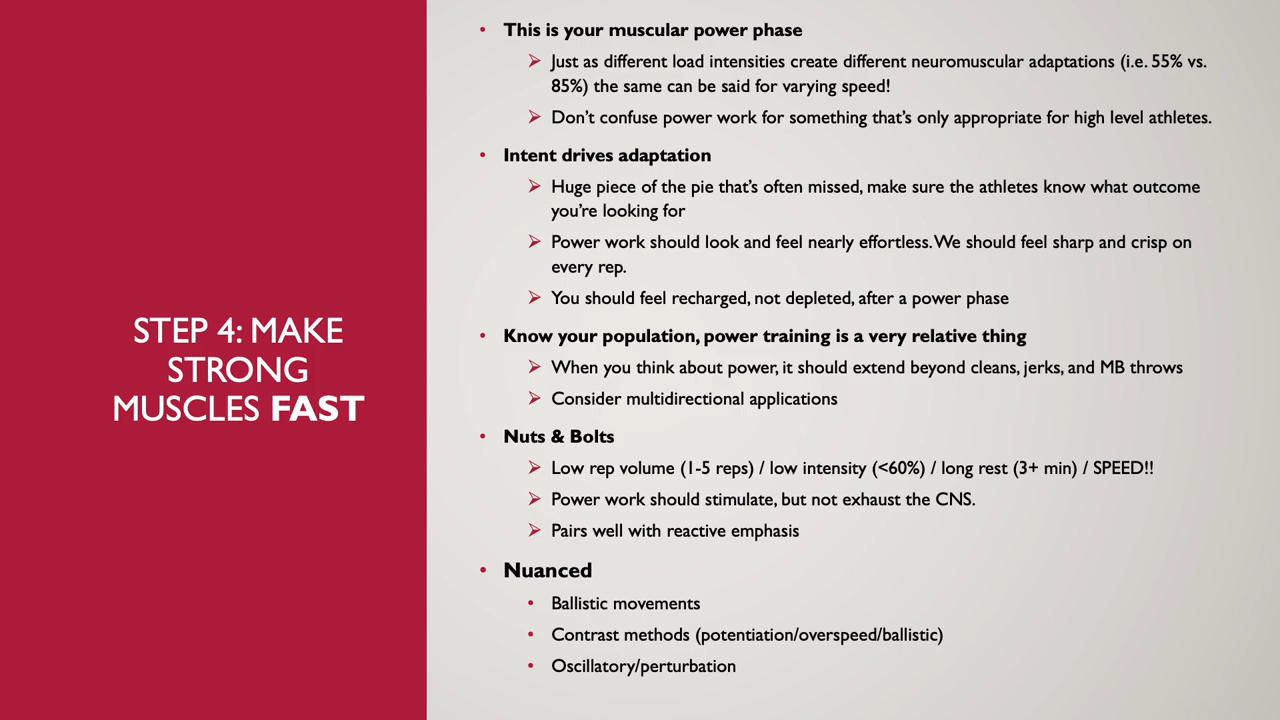 STEP 4: MAKE
STRONG
MUSCLES FAST
• This is your muscular power phase
➢ Just as different load intensities create different neuromuscular adaptations (i.e. 55% vs.
85%) the same can be said for varying speed!
➢ Don't confuse power work for something that's only appropriate for high level athletes.
• Intent drives adaptation
➢ Huge piece of the pie that's often missed, make sure the athletes know what outcome
you're looking for
➢ Power work should look and feel nearly effortless. We should feel sharp and crisp on
every rep.
➢ You should feel recharged, not depleted, after a power phase
• Know your population, power training is a very relative thing
➢ When you think about power, it should extend beyond cleans, jerks, and MB throws
➢ Consider multidirectional applications
• Nuts & Bolts
➢ Low rep volume (1-5 reps) / low intensity (<60%) / long rest (3+ min) / SPEED!!
➢ Power work should stimulate, but not exhaust the CNS.
➢ Pairs well with reactive emphasis
• Nuanced
• Ballistic movements
• Contrast methods (potentiation/overspeed/ballistic)
• Oscillatory/perturbation